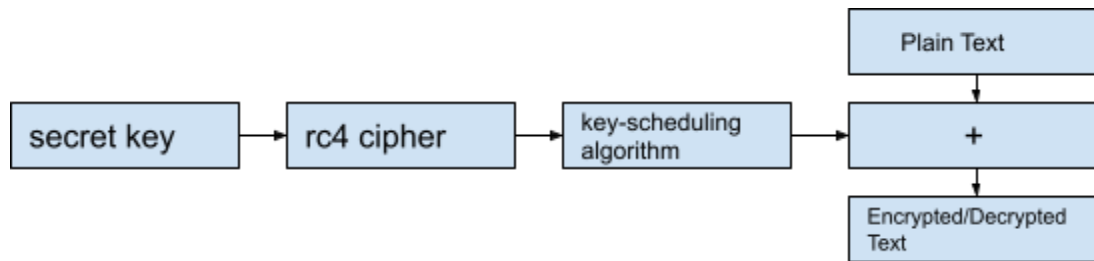 Plain Text
secret key
rc4 cipher
key-scheduling
algorithm
+
Encrypted/Decrypted
Text